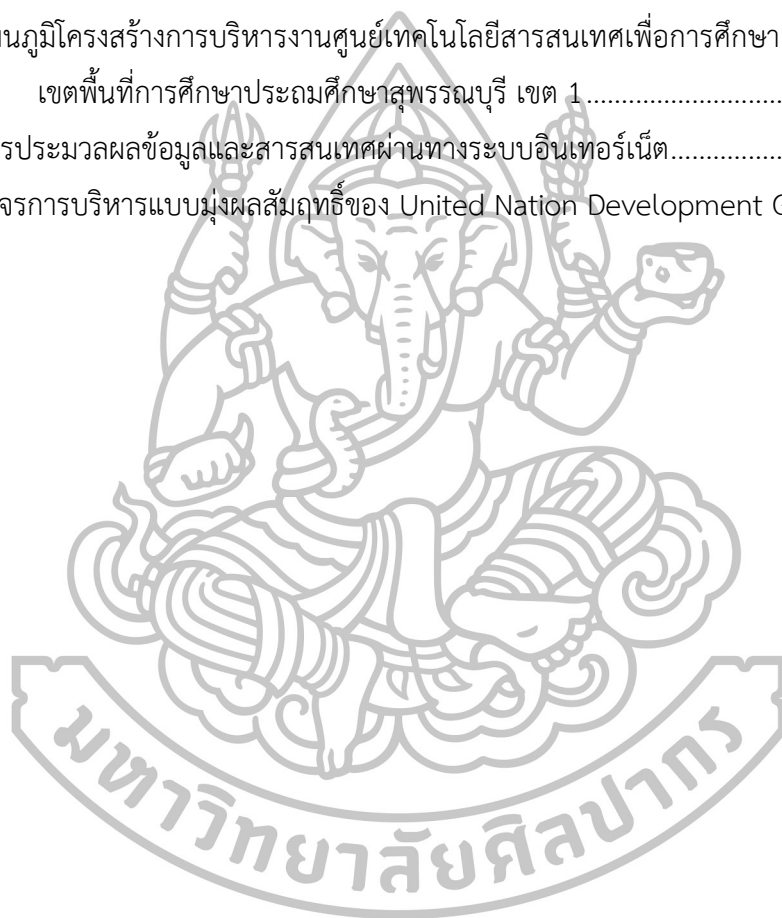 นภูมิโครงสร้างการบริหารงานศูนย์เทคโนโลยีสารสนเทศเพื่อการศึกษา
เขตพื้นที่การศึกษาประถมศึกษาสุพรรณบุรี เขต 1.............................
รประมวลผลข้อมูลและสารสนเทศผ่านทางระบบอินเทอร์เน็ต................
จรการบริหารแบบมุ่งผลสัมฤทธิ์ของ United Nation Development G
มหาวิทยาลัยศิลปากร